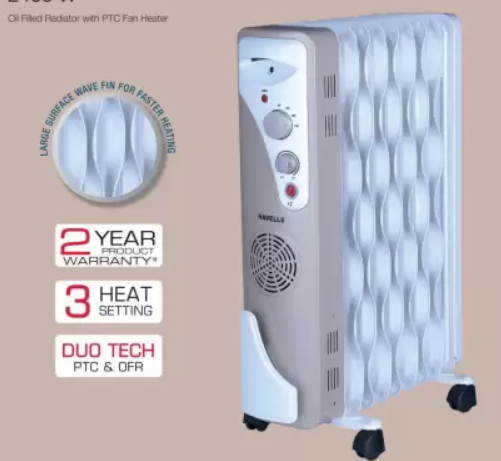 Oil Filled Radiator with PTC Fan Heater
LARGE SURFACE WAVE FIN FOR FASTER HEATING
2 YEAR
PRODUCT
WARRANTY*
3 HEAT
SETTING
DUO TECH
PTC & OFR
HAVELLS